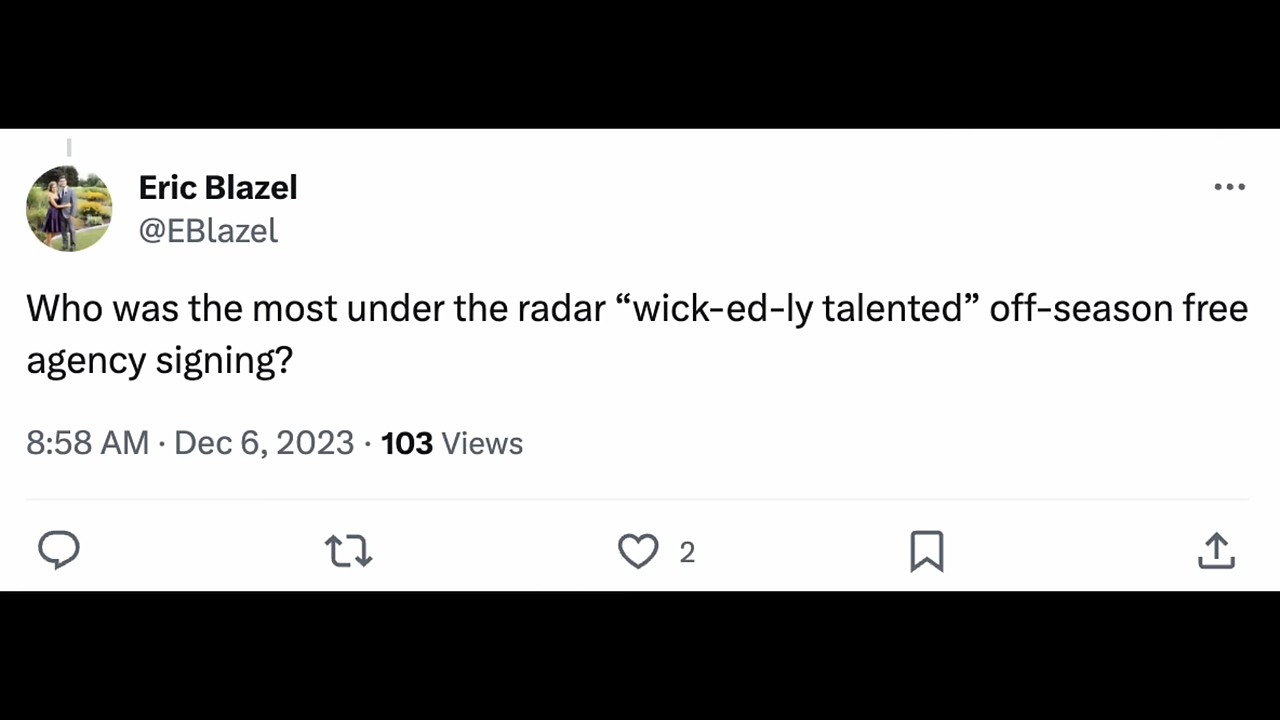 Eric Blazel
@EBlazel
Who was the most under the radar “wick-ed-ly talented” off-season free
agency signing?
8:58 AM · Dec 6, 2023 · 103 Views
2